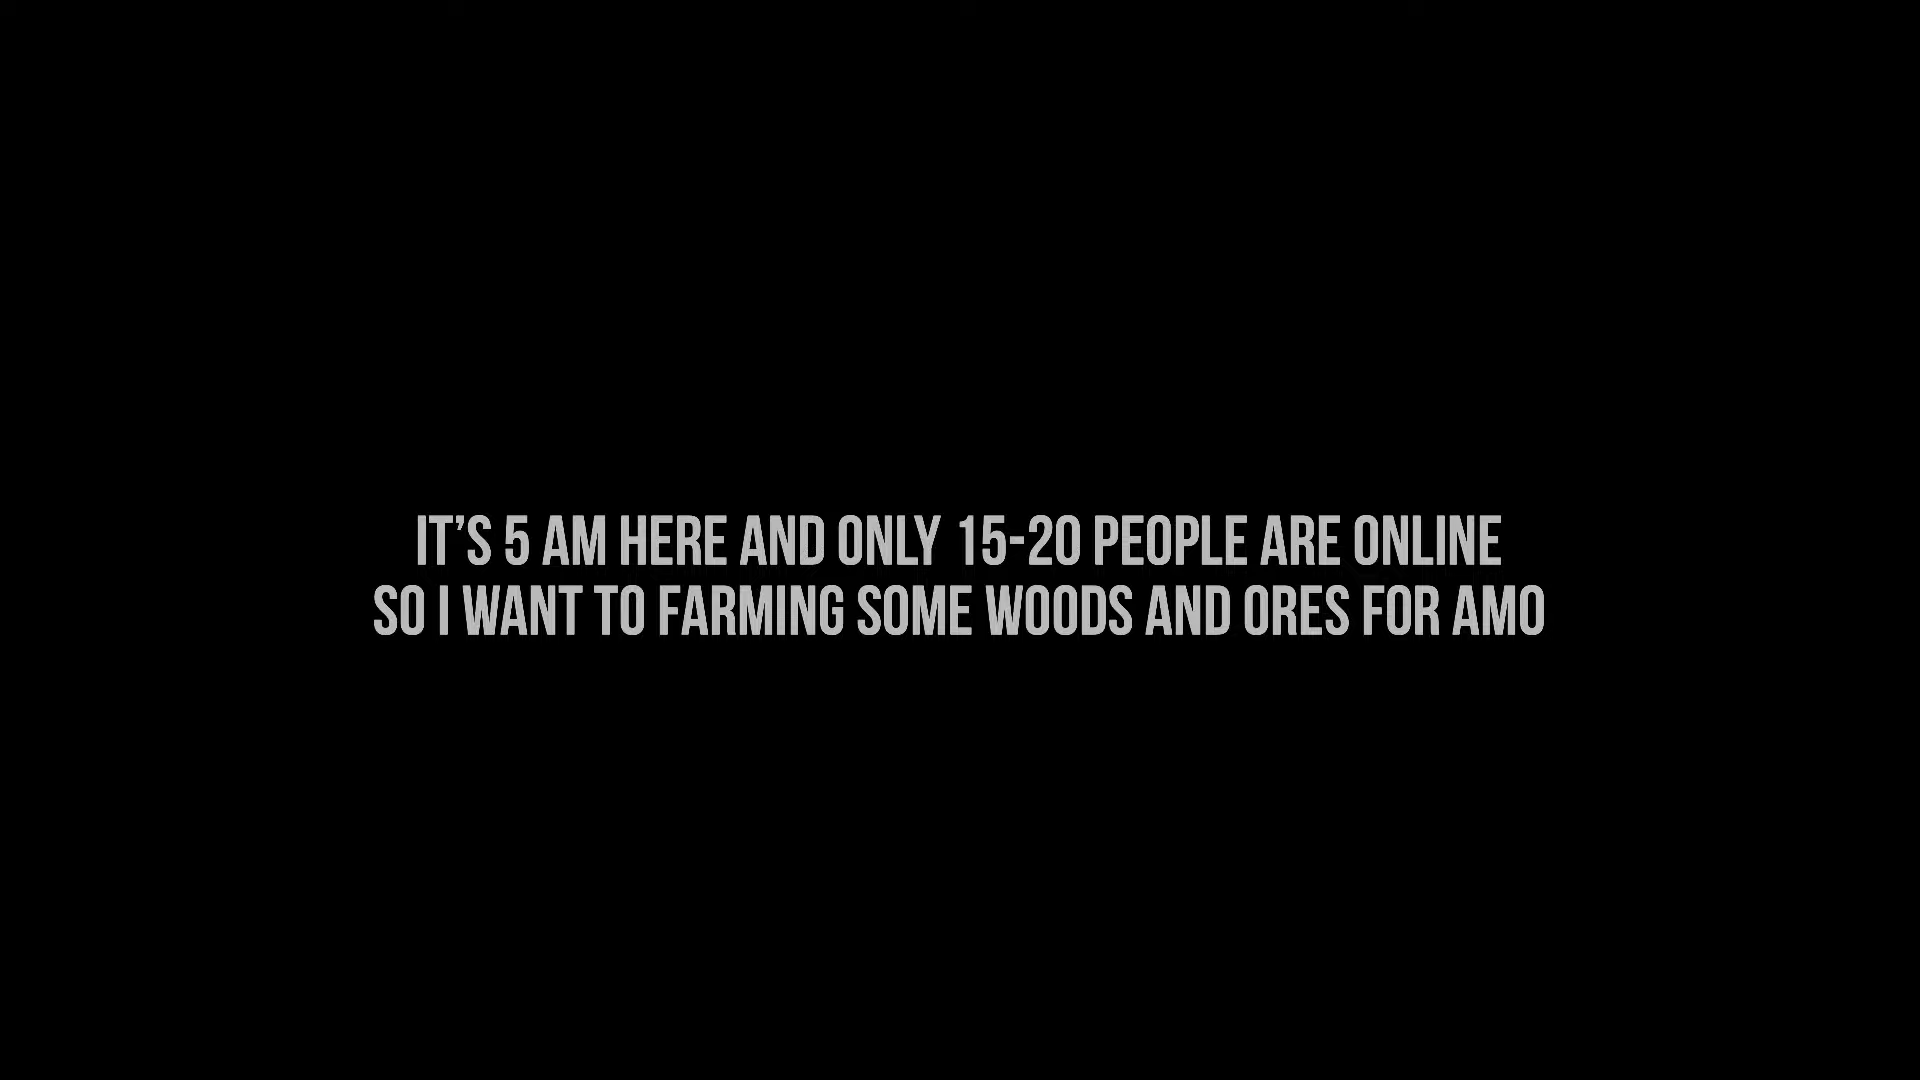 IT’S 5 AM HERE AND ONLY 15-20 PEOPLE ARE ONLINE
SO I WANT TO FARMING SOME WOODS AND ORES FOR AMO